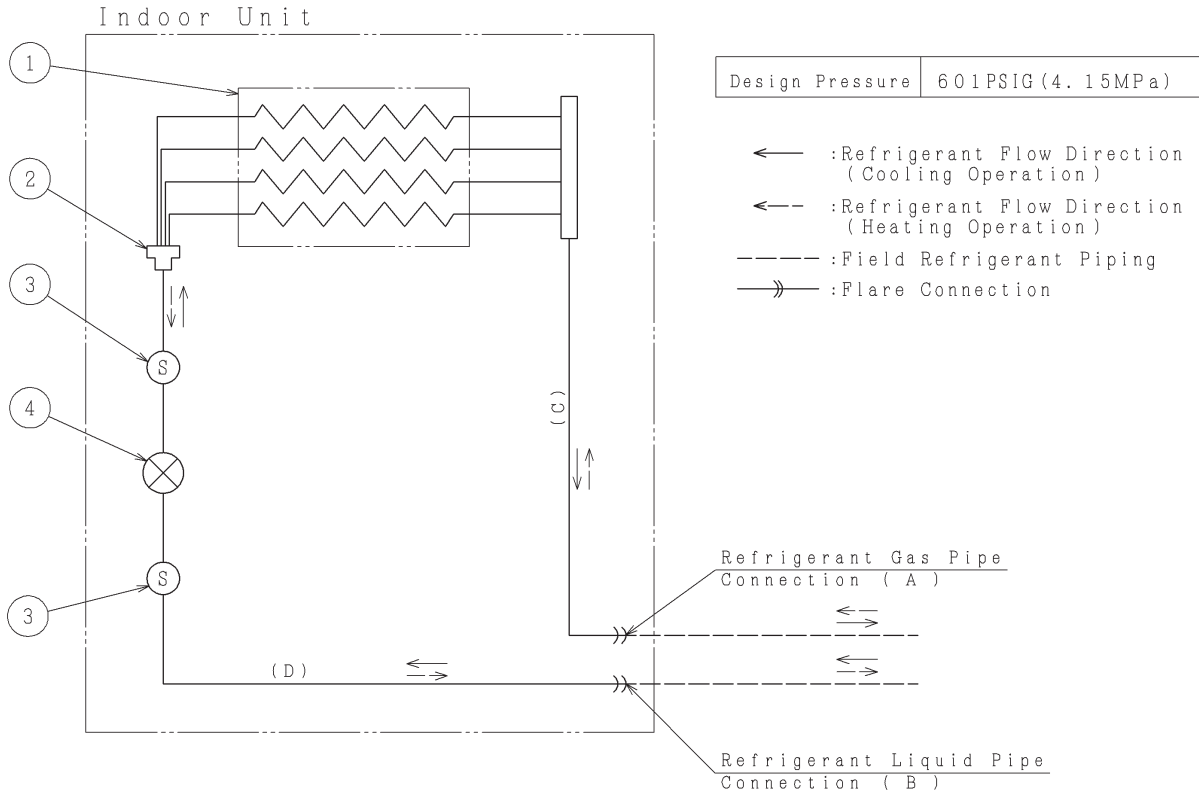 Indoor Unit
1
2
3
4
3
S
S
(C)
(D)
Design Pressure 601PSIG(4.15MPa)
:Refrigerant Flow Direction
(Cooling Operation)
:Refrigerant Flow Direction
(Heating Operation)
:Field Refrigerant Piping
:Flare Connection
Refrigerant Gas Pipe
Connection ( A )
Refrigerant Liquid Pipe
Connection ( B )